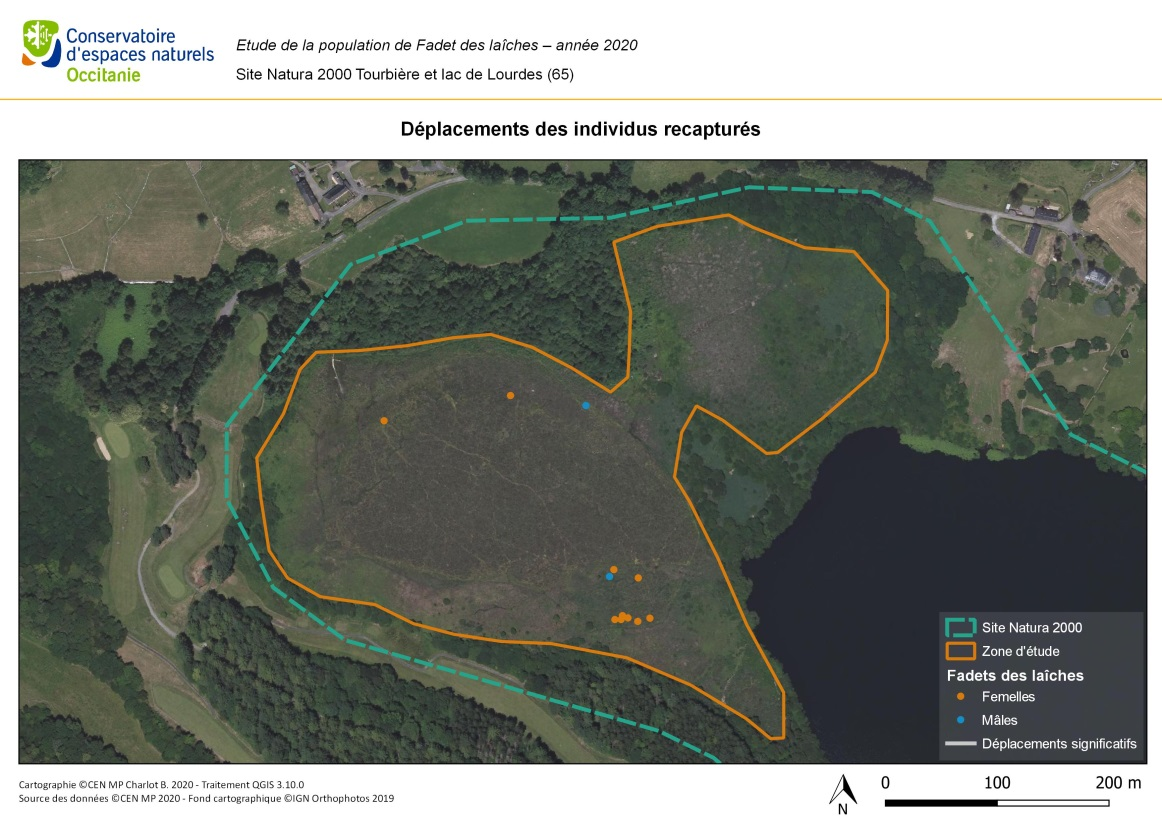 Conservatoire
d'espaces naturels
Occitanie
Etude de la population de Fadet des laîches – année 2020
Site Natura 2000 Tourbière et lac de Lourdes (65)
Déplacements des individus recapturés
Site Natura 2000
Zone d'étude
Fadets des laîches
Femelles
Mâles
Déplacements significatifs
Cartographie ©CEN MP Charlot B. 2020 - Traitement QGIS 3.10.0
Source des données ©CEN MP 2020 - Fond cartographique ©IGN Orthophotos 2019
N
0 100 200 m